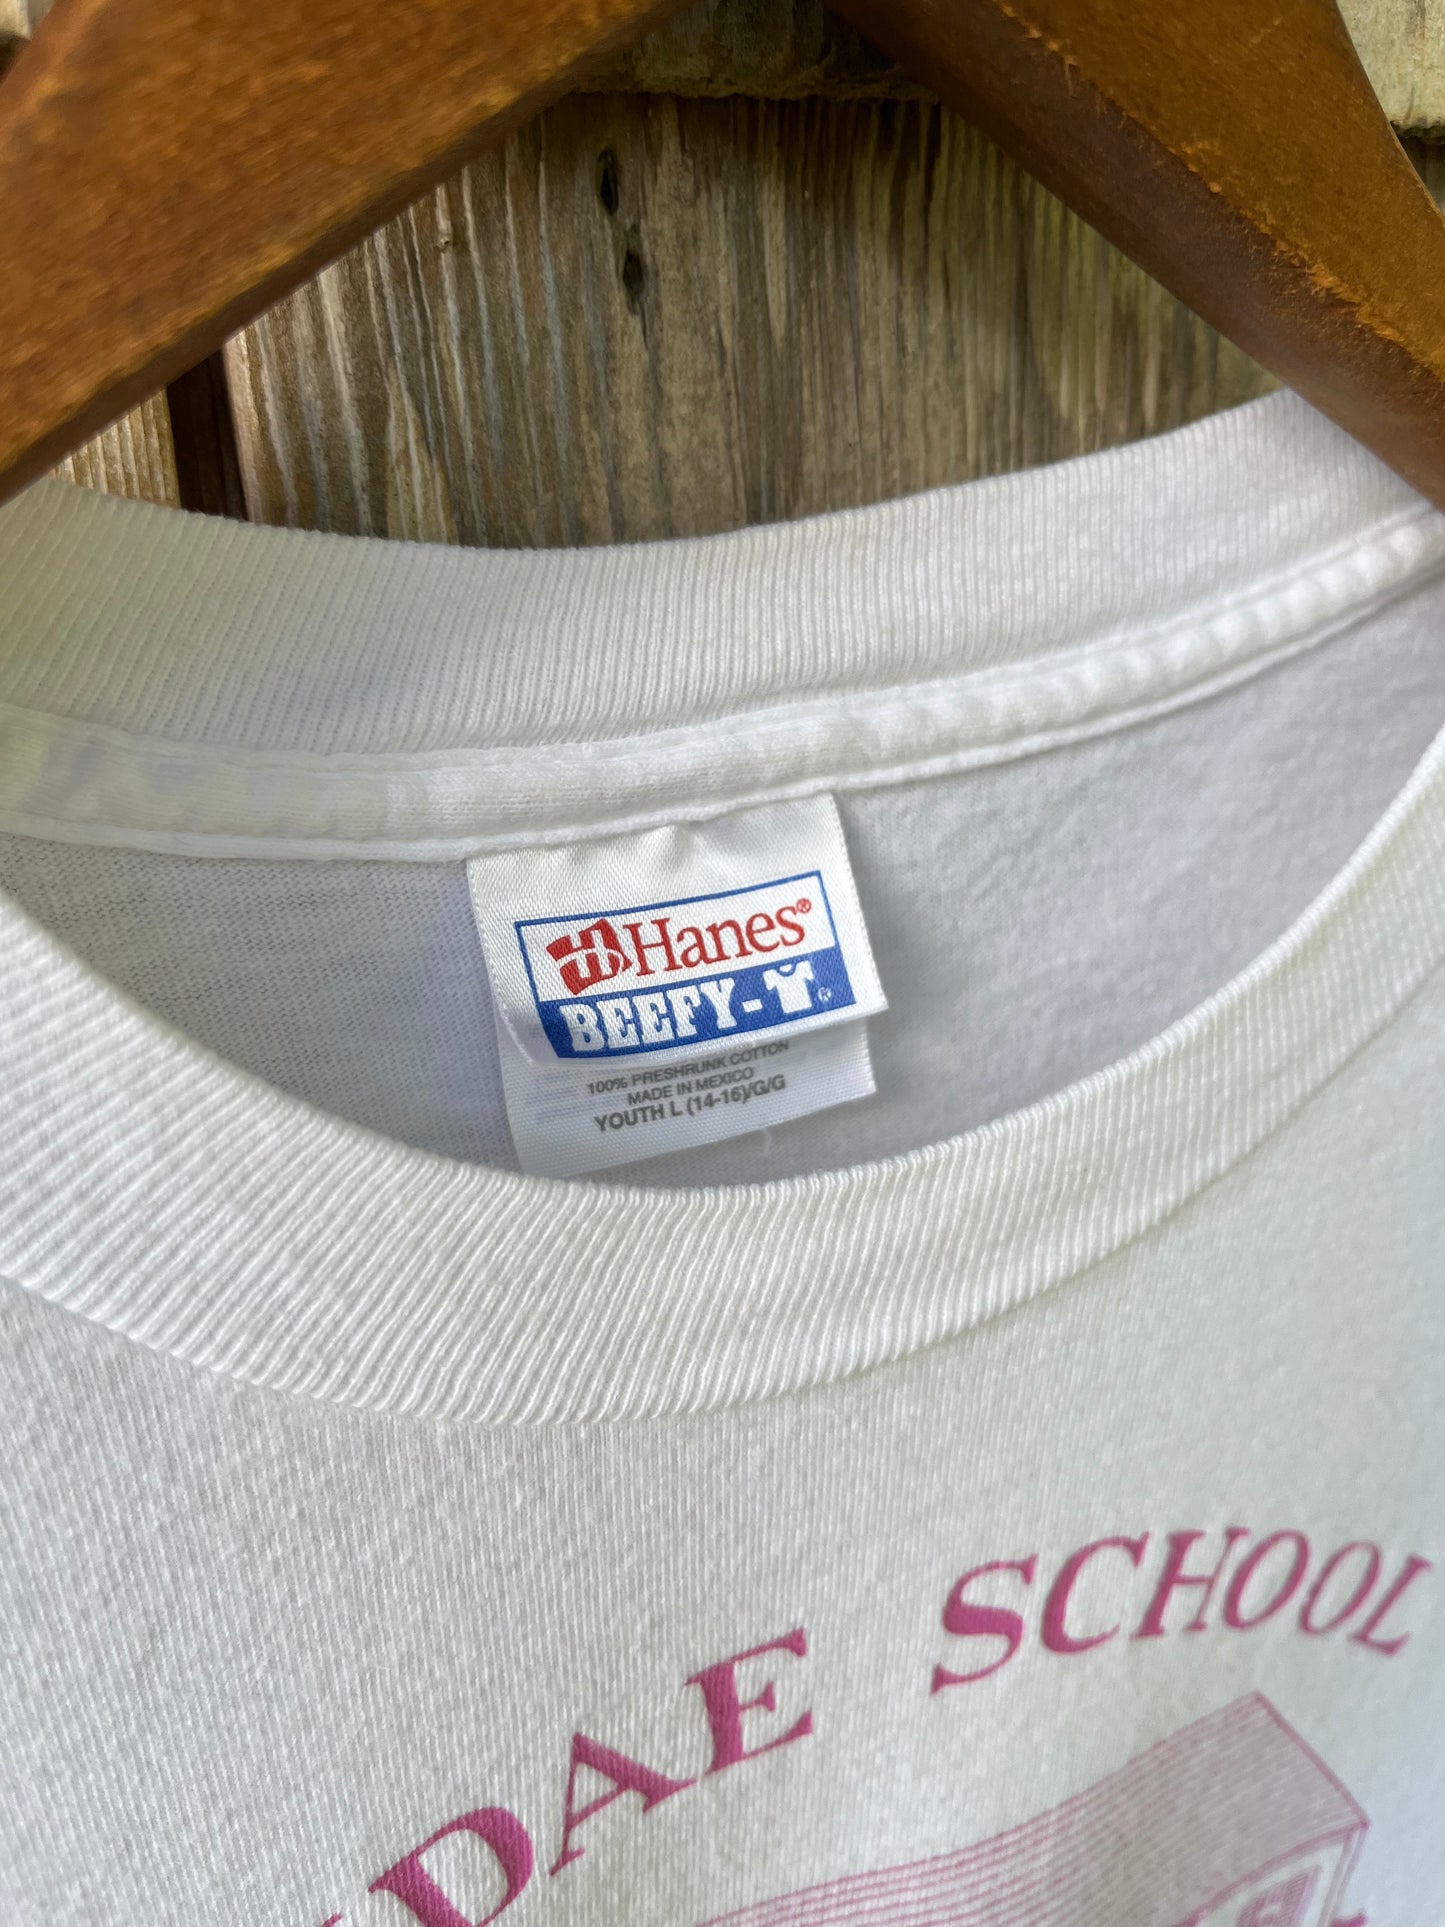 Hanes®
BEEFY-T®
100% PRESHRUNK COTTON
MADE IN MEXICO
YOUTH L (14-16)/G/G
DAE SCHOOL